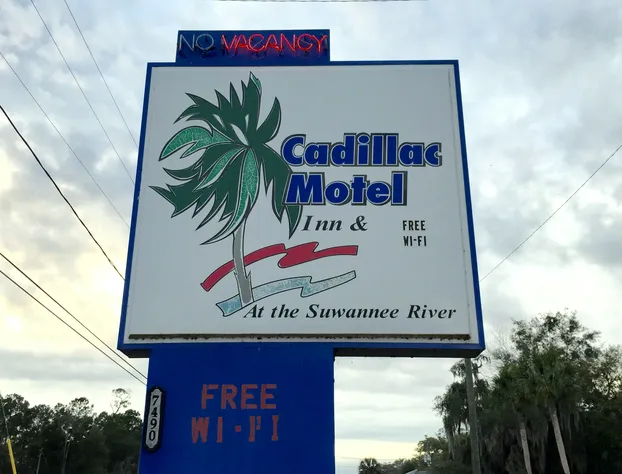 NO VACANCY
Cadillac
Motel
Inn &
FREE
WI-FI
At the Suwannee River
7490
FREE
WI-FI